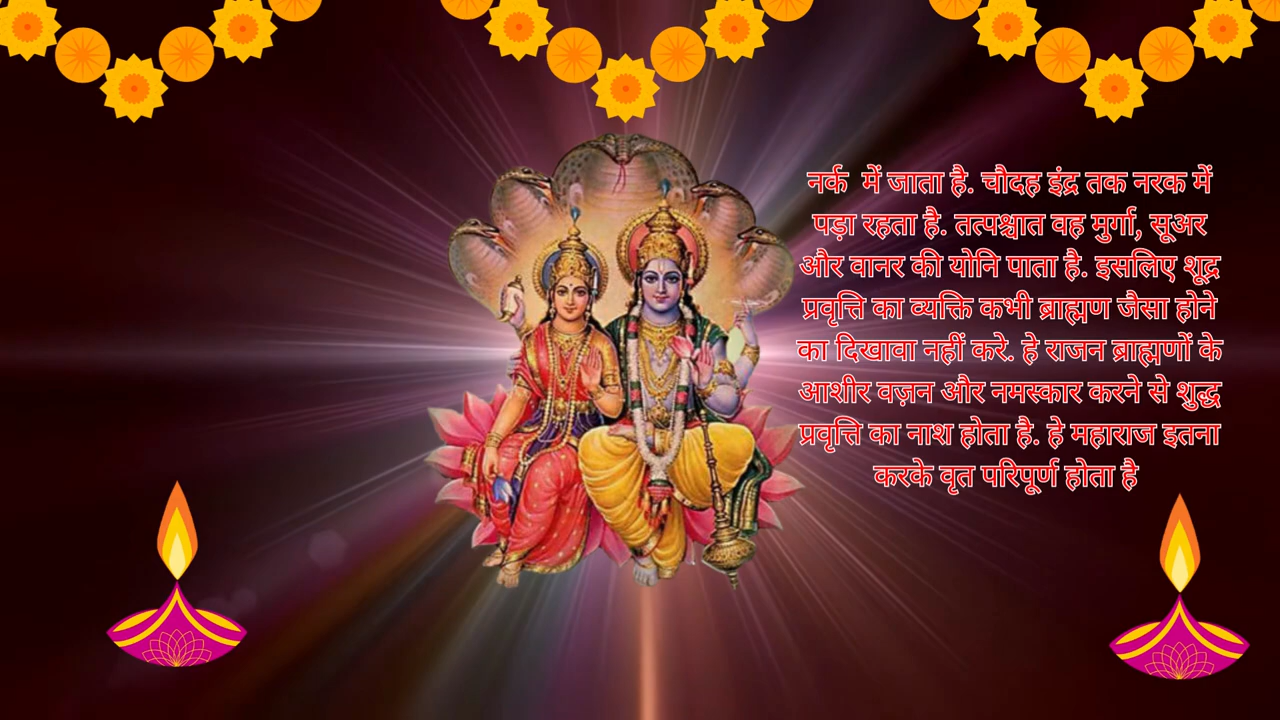 नर्क  में जाता है. चौदह इंद्र तक नरक में
पड़ा रहता है. तत्पश्चात वह मुर्गा, सूअर
और वानर की योनि पाता है. इसलिए शूद्र
प्रवृत्ति का व्यक्ति कभी ब्राह्मण जैसा होने
का दिखावा नहीं करे. हे राजन ब्राह्मणों के
आशीर वज़न और नमस्कार करने से शुद्ध
प्रवृत्ति का नाश होता है. हे महाराज इतना
करके वृत परिपूर्ण होता है